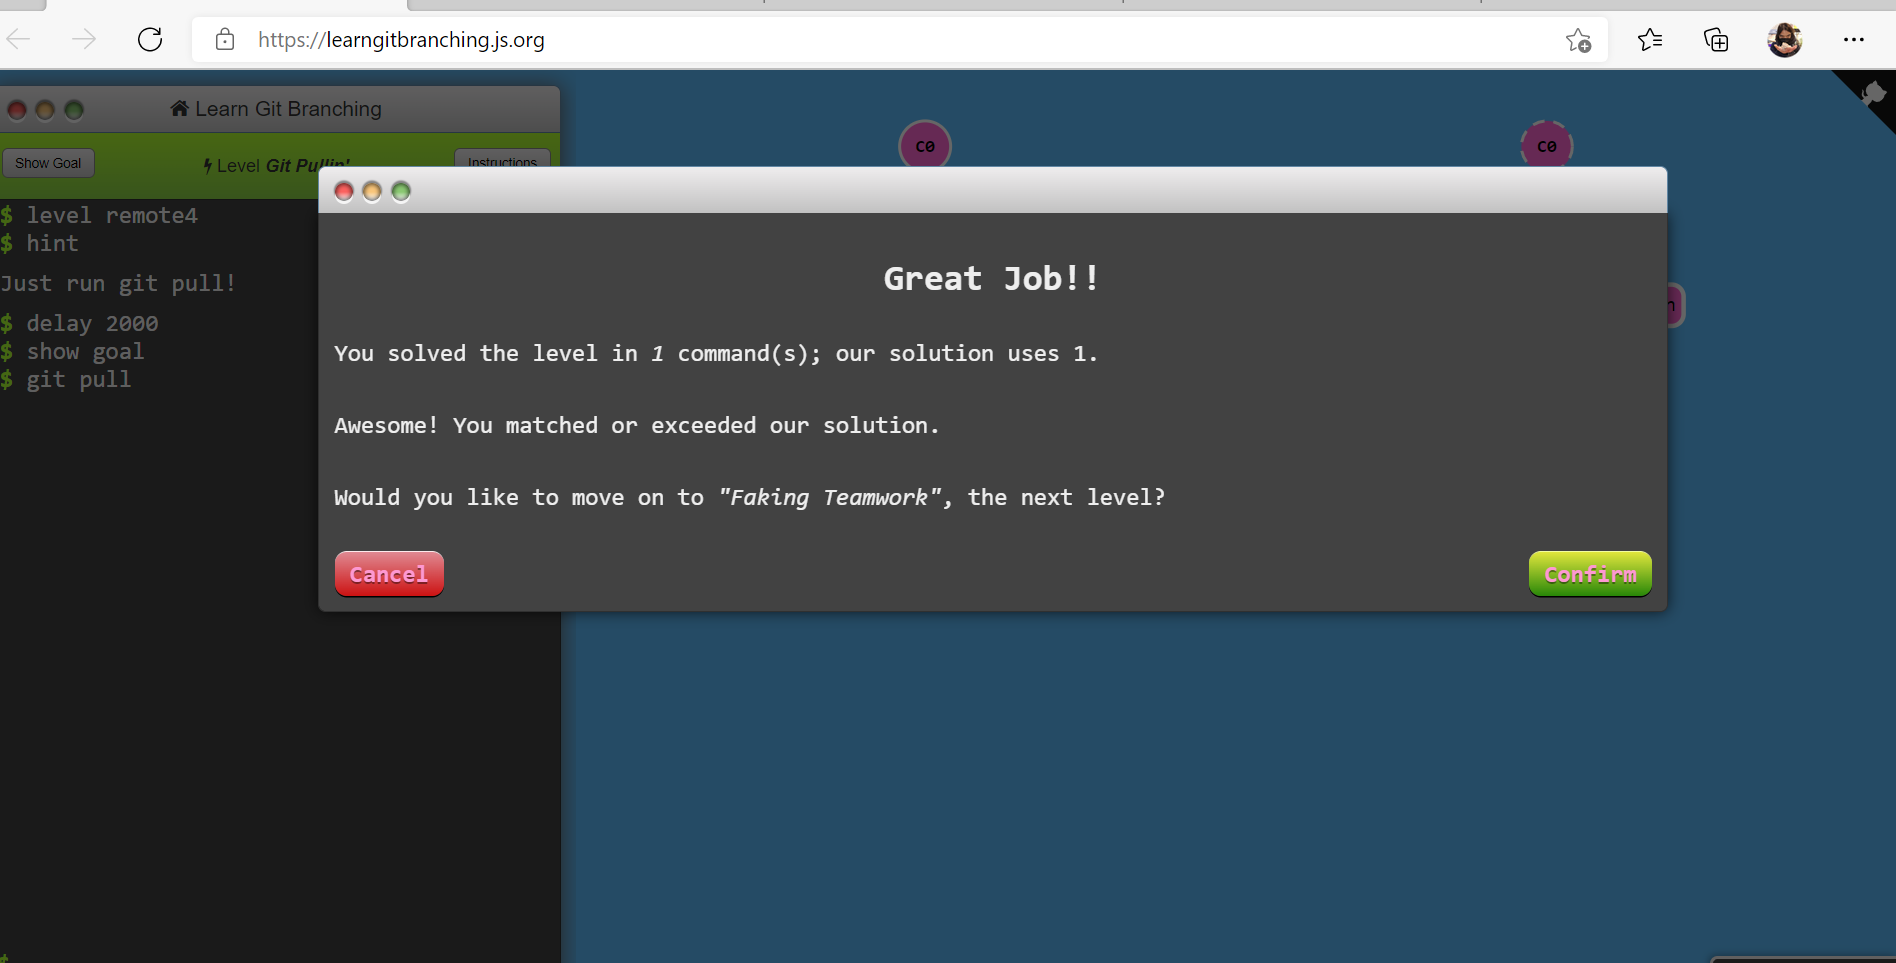 https://learngitbranching.js.org
Learn Git Branching
Show Goal
Level Git Pullin'
Instructions
$ level remote4
$ hint
Just run git pull!
$ delay 2000
$ show goal
$ git pull
$
C0
C0
Great Job!!
You solved the level in 1 command(s); our solution uses 1.
Awesome! You matched or exceeded our solution.
Would you like to move on to "Faking Teamwork", the next level?
Cancel
Confirm